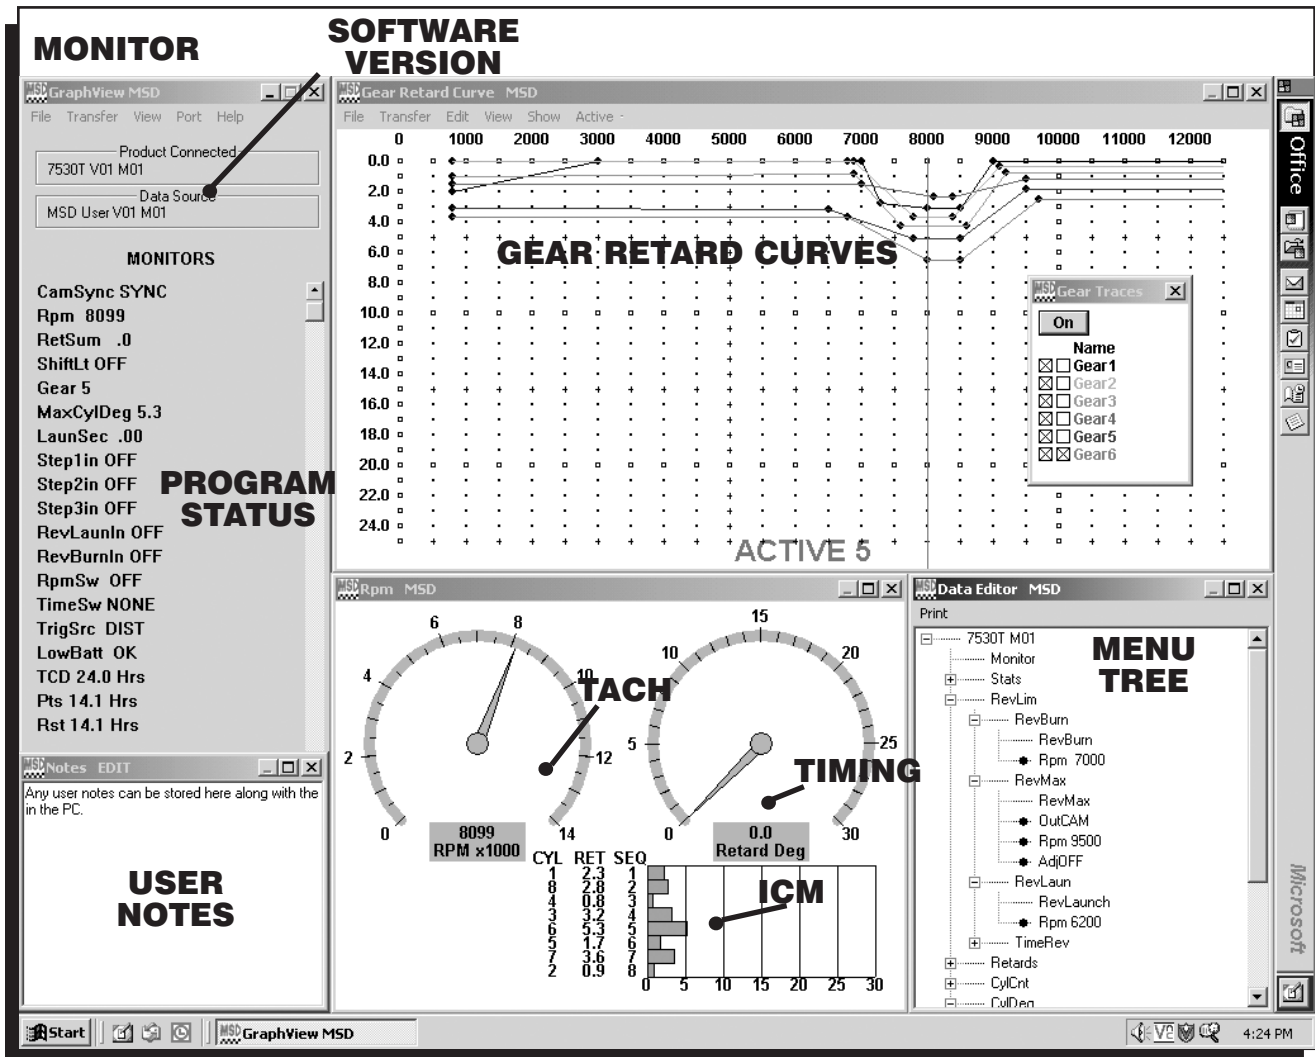 MONITOR
SOFTWARE
VERSION
MSD GraphView MSD
File Transfer View Port Help
Product Connected
7530T V01 M01
Data Source
MSD User V01 M01
MONITORS
CamSync SYNC
Rpm 8099
RetSum .0
ShiftLt OFF
Gear 5
MaxCylDeg 5.3
LaunSec .00
Step1in OFF
Step2in OFF
Step3in OFF
RevLaunIn OFF
RevBurnIn OFF
RpmSw OFF
TimeSw NONE
TrigSrc DIST
LowBatt OK
TCD 24.0 Hrs
Pts 14.1 Hrs
Rst 14.1 Hrs
PROGRAM
STATUS
MSD Gear Retard Curve MSD
File Transfer Edit View Show Active -
0 1000 2000 3000 4000 5000 6000 7000 8000 9000 10000 11000 12000
0.0
2.0
4.0
6.0
8.0
10.0
12.0
14.0
16.0
18.0
20.0
22.0
24.0
GEAR RETARD CURVES
MSD Gear Traces
On
Name
Gear1
Gear2
Gear3
Gear4
Gear5
Gear6
ACTIVE 5
MSD Rpm MSD
0 2 4 6 8 10 12 14
8099
RPM x1000
TACH
0 5 10 15 20 25 30
0.0
Retard Deg
TIMING
CYL RET SEQ
1 2.3 1
8 2.8 2
4 0.8 3
3 3.2 4
6 5.3 5
5 1.7 6
7 3.6 7
2 0.9 8
0 5 10 15 20 25 30
ICM
MSD Data Editor MSD
Print
7530T M01
Monitor
Stats
RevLim
RevBurn
RevBurn
Rpm 7000
RevMax
RevMax
OutCAM
Rpm 9500
AdjOFF
RevLaun
RevLaunch
Rpm 6200
TimeRev
Retards
CylCnt
CylDeg
MENU
TREE
MSD Notes EDIT
Any user notes can be stored here along with the
in the PC.
USER
NOTES
Office
Microsoft
Start
MSD GraphView MSD
4:24 PM